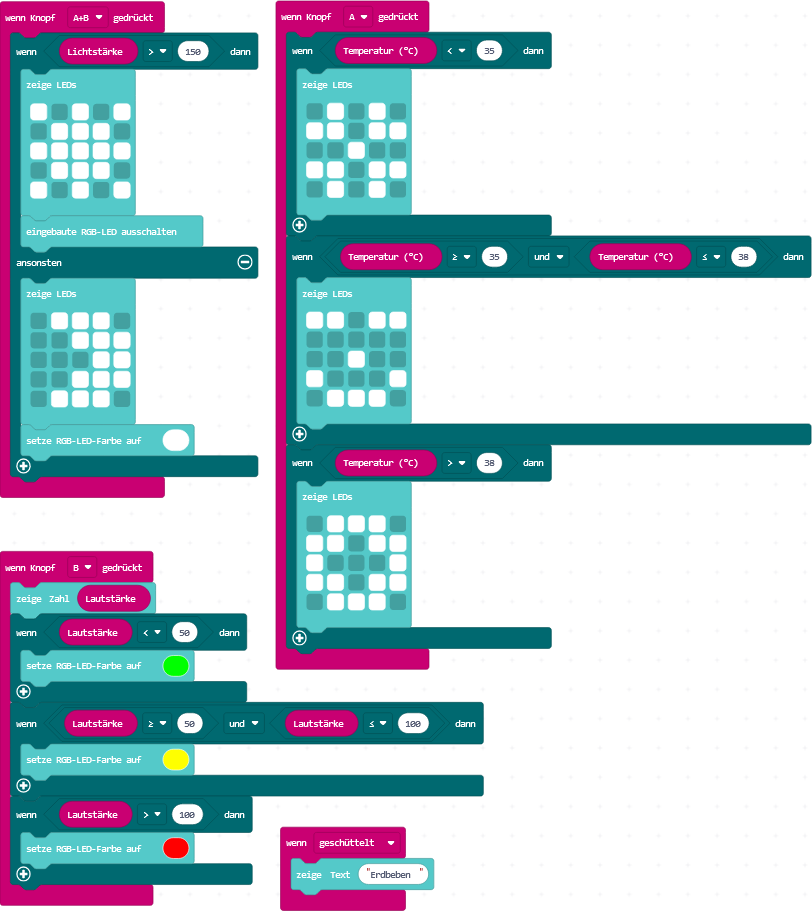 wenn Knopf A+B gedrückt
wenn Lichtstärke > 150 dann
zeige LEDs
eingebaute RGB-LED ausschalten
ansonsten
zeige LEDs
setze RGB-LED-Farbe auf
wenn Knopf A gedrückt
wenn Temperatur (°C) < 35 dann
zeige LEDs
wenn Temperatur (°C) ≥ 35 und Temperatur (°C) ≤ 38 dann
zeige LEDs
wenn Temperatur (°C) > 38 dann
zeige LEDs
wenn Knopf B gedrückt
zeige Zahl Lautstärke
wenn Lautstärke < 50 dann
setze RGB-LED-Farbe auf
wenn Lautstärke ≥ 50 und Lautstärke ≤ 100 dann
setze RGB-LED-Farbe auf
wenn Lautstärke > 100 dann
setze RGB-LED-Farbe auf
wenn geschüttelt
zeige Text "Erdbeben "